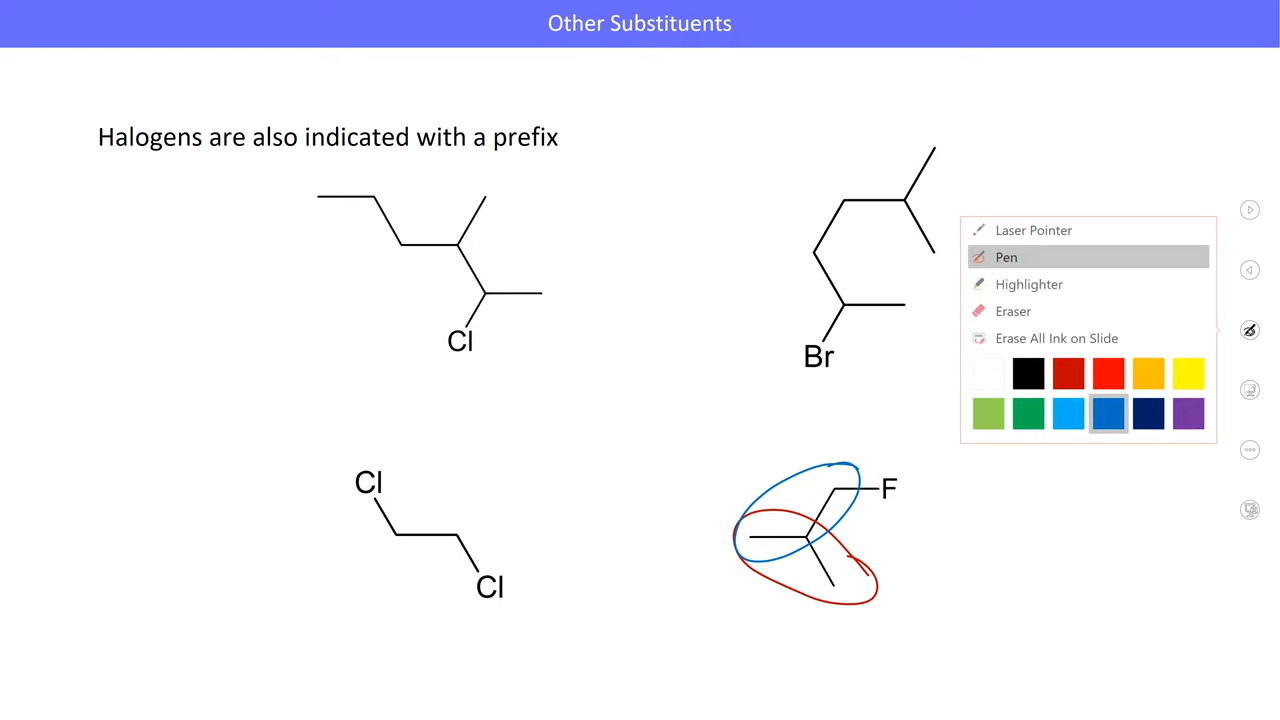 Other Substituents
Halogens are also indicated with a prefix
Cl
Br
Laser Pointer
Pen
Highlighter
Eraser
Erase All Ink on Slide
Cl
Cl
F